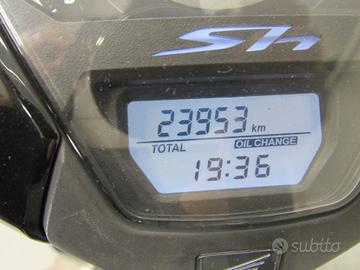 Sh
23953 km
TOTAL OIL CHANGE
19:36
subito